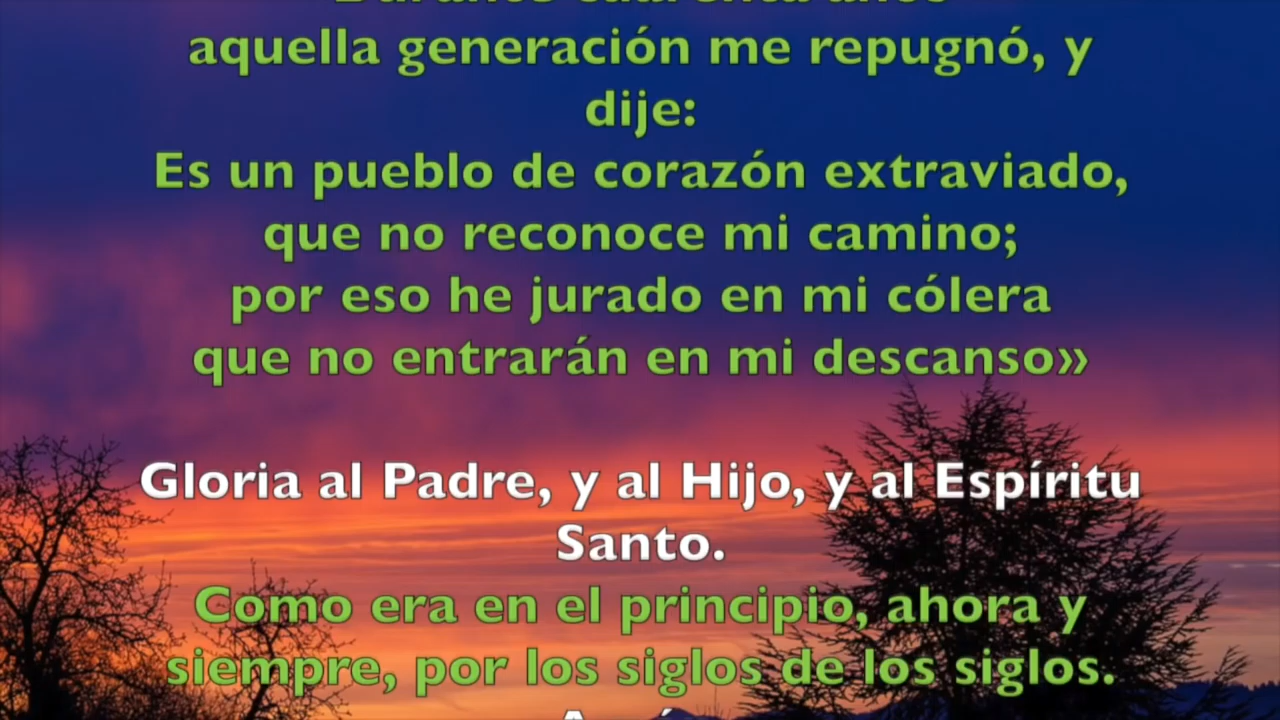 aquella generación me repugnó, y
dije:
Es un pueblo de corazón extraviado,
que no reconoce mi camino;
por eso he jurado en mi cólera
que no entrarán en mi descanso»
Gloria al Padre, y al Hijo, y al Espíritu
Santo.
Como era en el principio, ahora y
siempre, por los siglos de los siglos.